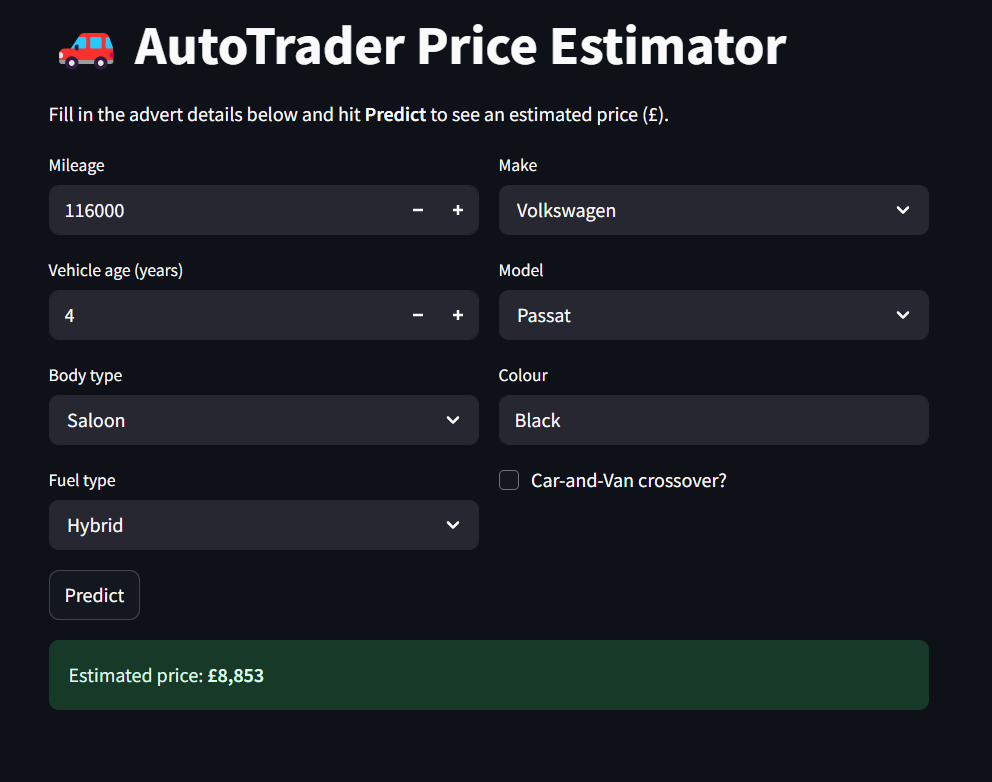 AutoTrader Price Estimator
Fill in the advert details below and hit Predict to see an estimated price (£).
Mileage
116000
Make
Volkswagen
Vehicle age (years)
4
Model
Passat
Body type
Saloon
Colour
Black
Fuel type
Hybrid
Car-and-Van crossover?
Predict
Estimated price: £8,853